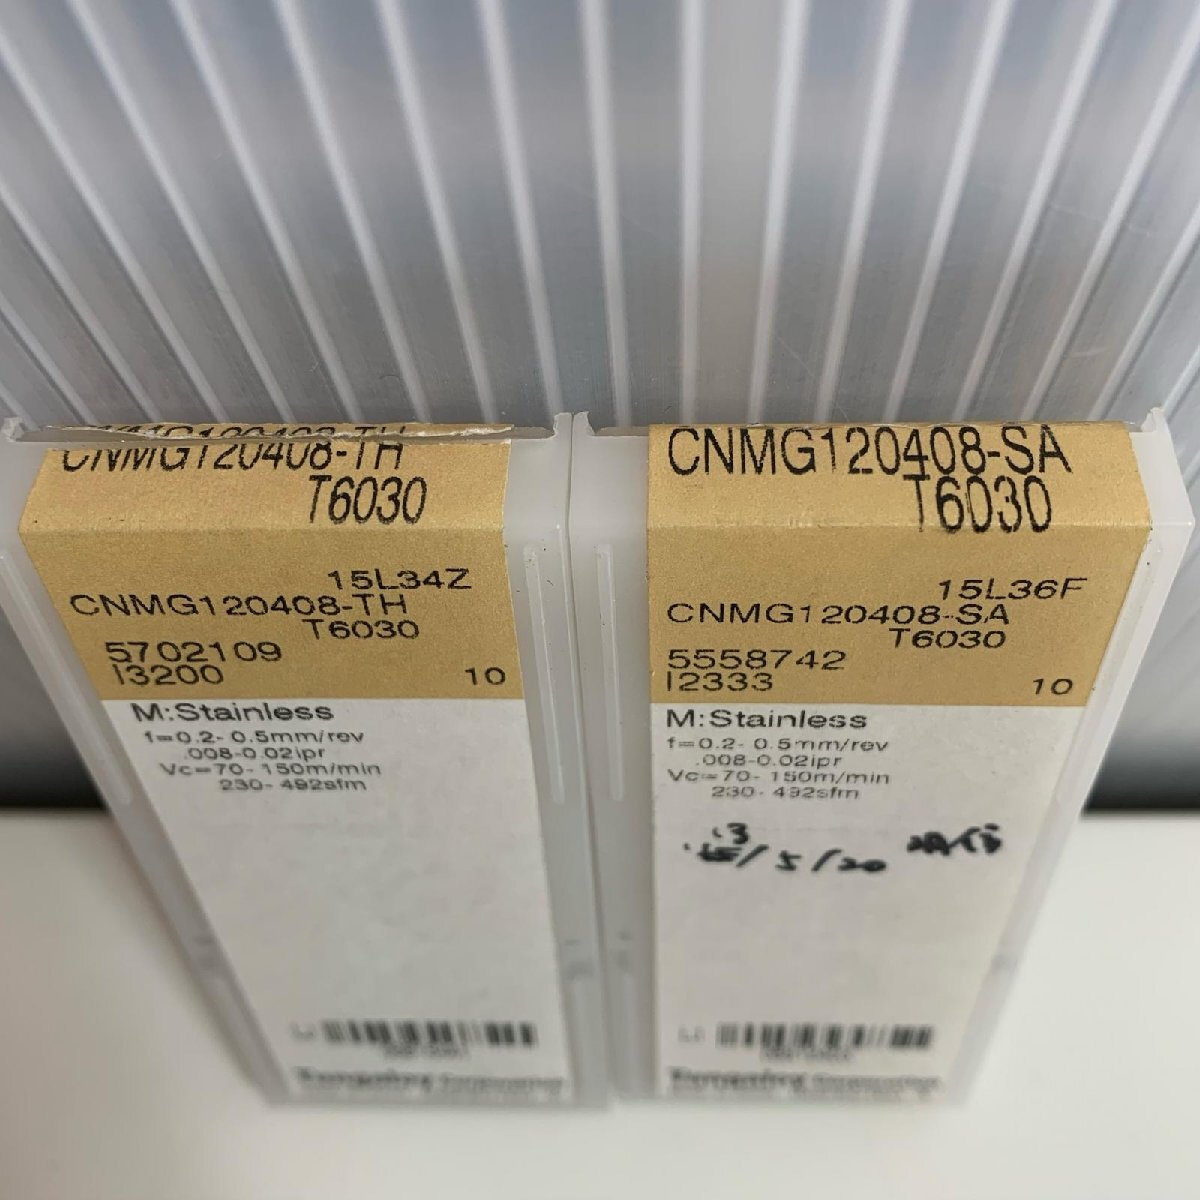 CNMG120408-TH
T6030
15L34Z
CNMG120408-TH
T6030
5702109
I3200 10
M:Stainless
f=0.2- 0.5mm/rev
.008-0.02ipr
Vc=70- 150m/min
230- 492sfm
CNMG120408-SA
T6030
15L36F
CNMG120408-SA
T6030
5558742
I2333 10
M:Stainless
f=0.2- 0.5mm/rev
.008-0.02ipr
Vc=70- 150m/min
230- 492sfm
/5/20